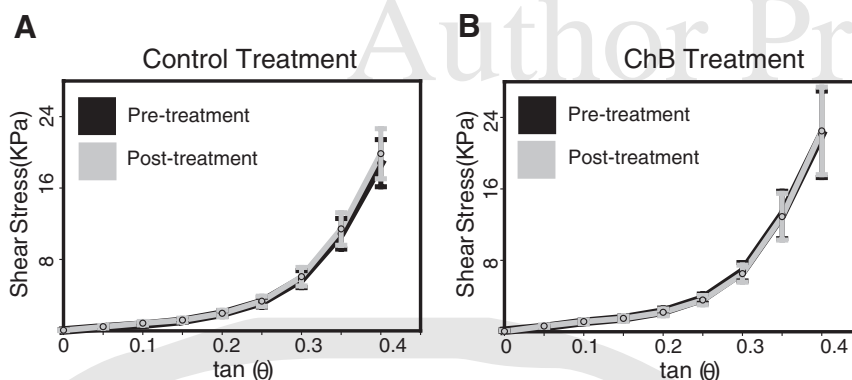 Author Pr
A
Control Treatment
Shear Stress(KPa)
24
16
8
Pre-treatment
Post-treatment
0 0.1 0.2 0.3 0.4
tan (θ)
B
ChB Treatment
Shear Stress(KPa)
24
16
8
Pre-treatment
Post-treatment
0 0.1 0.2 0.3 0.4
tan (θ)